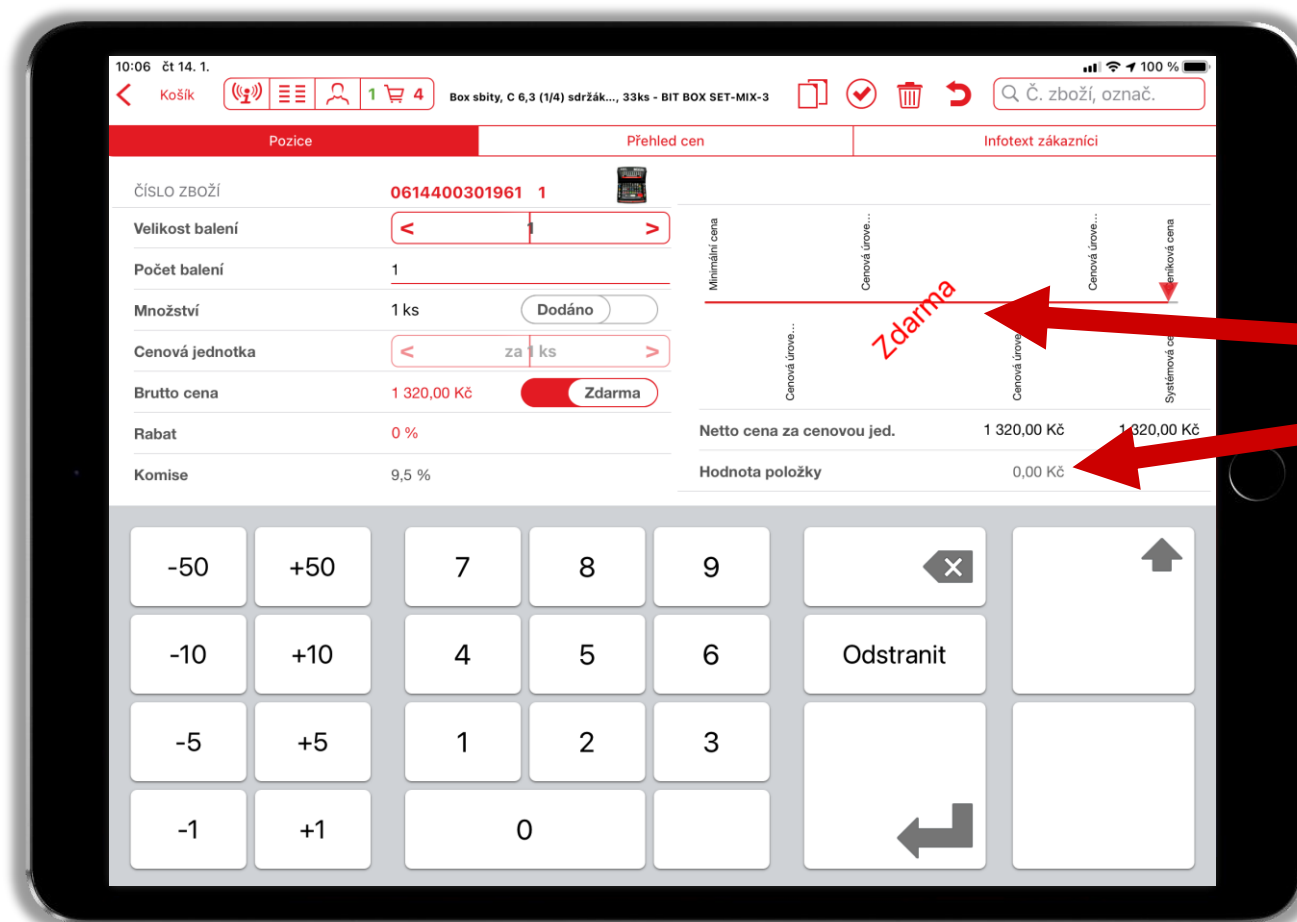 10:06 čt 14. 1.
100 %
Košík
1
4
Box sbity, C 6,3 (1/4) sdržák..., 33ks - BIT BOX SET-MIX-3
Č. zboží, označ.
Pozice
Přehled cen
Infotext zákazníci
ČÍSLO ZBOŽÍ
0614400301961 1
Velikost balení
< 1 >
Počet balení
1
Množství
1 ks
Dodáno
Cenová jednotka
< za 1 ks >
Brutto cena
1 320,00 Kč
Zdarma
Rabat
0 %
Komise
9,5 %
Minimální cena
Cenová úrove...
Cenová úrove...
cena
Zdarma
Cenová úrove...
Cenová úrove
Systémová
Netto cena za cenovou jed.
1 320,00 Kč
1 320,00 Kč
Hodnota položky
0,00 Kč
-50 +50 7 8 9
-10 +10 4 5 6 Odstranit
-5 +5 1 2 3
-1 +1 0